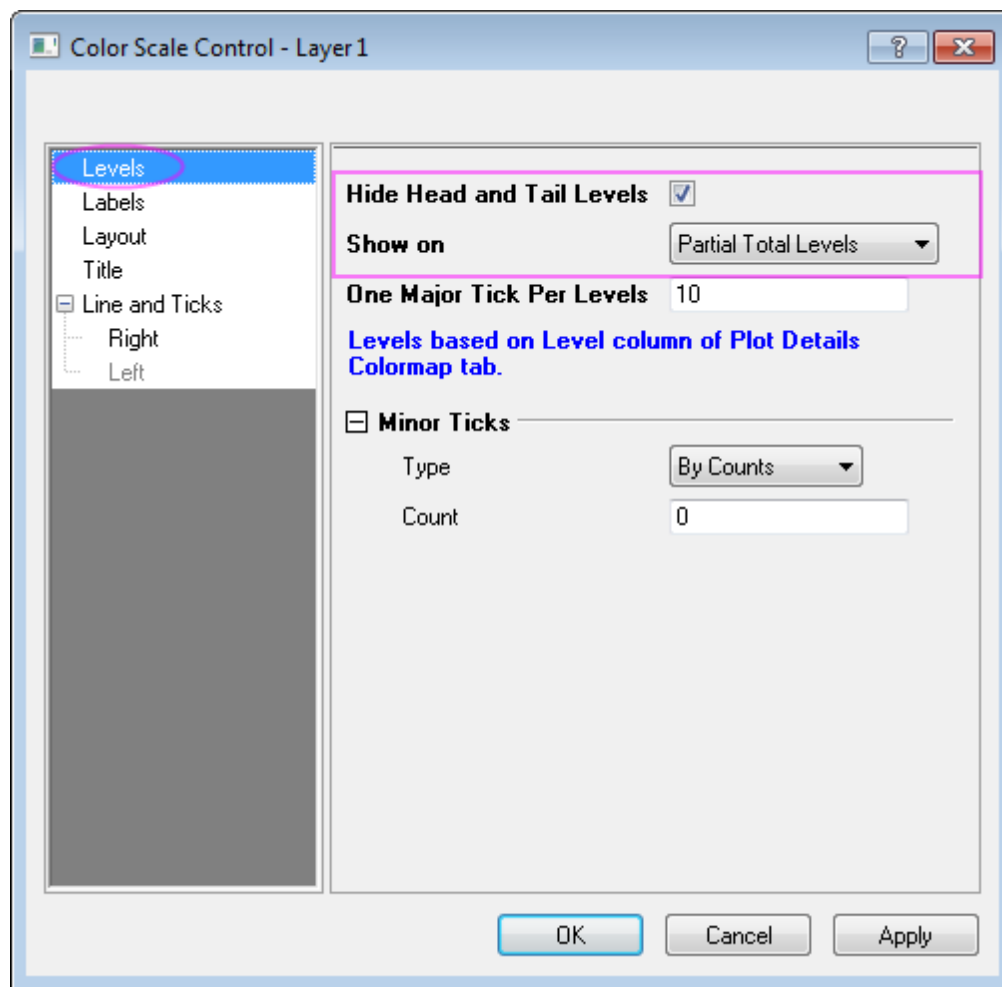 Color Scale Control - Layer 1
?
Levels
Labels
Layout
Title
Line and Ticks
Right
Left
Hide Head and Tail Levels
Show on Partial Total Levels
One Major Tick Per Levels 10
Levels based on Level column of Plot Details
Colormap tab.
Minor Ticks
Type By Counts
Count 0
OK Cancel Apply